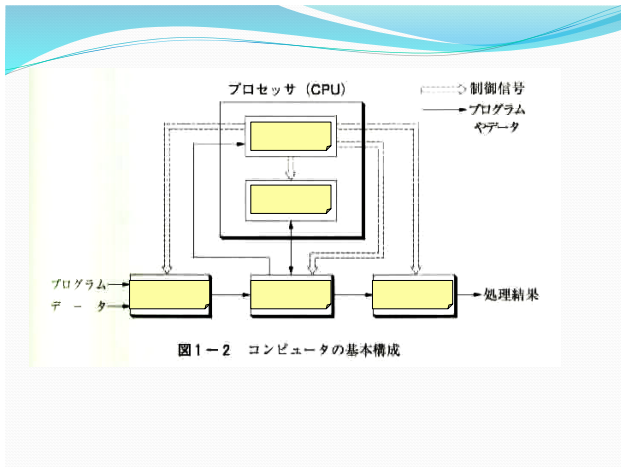 プロセッサ（CPU）
制御信号
プログラム
やデータ
プログラム
データ
処理結果
図1－2 コンピュータの基本構成